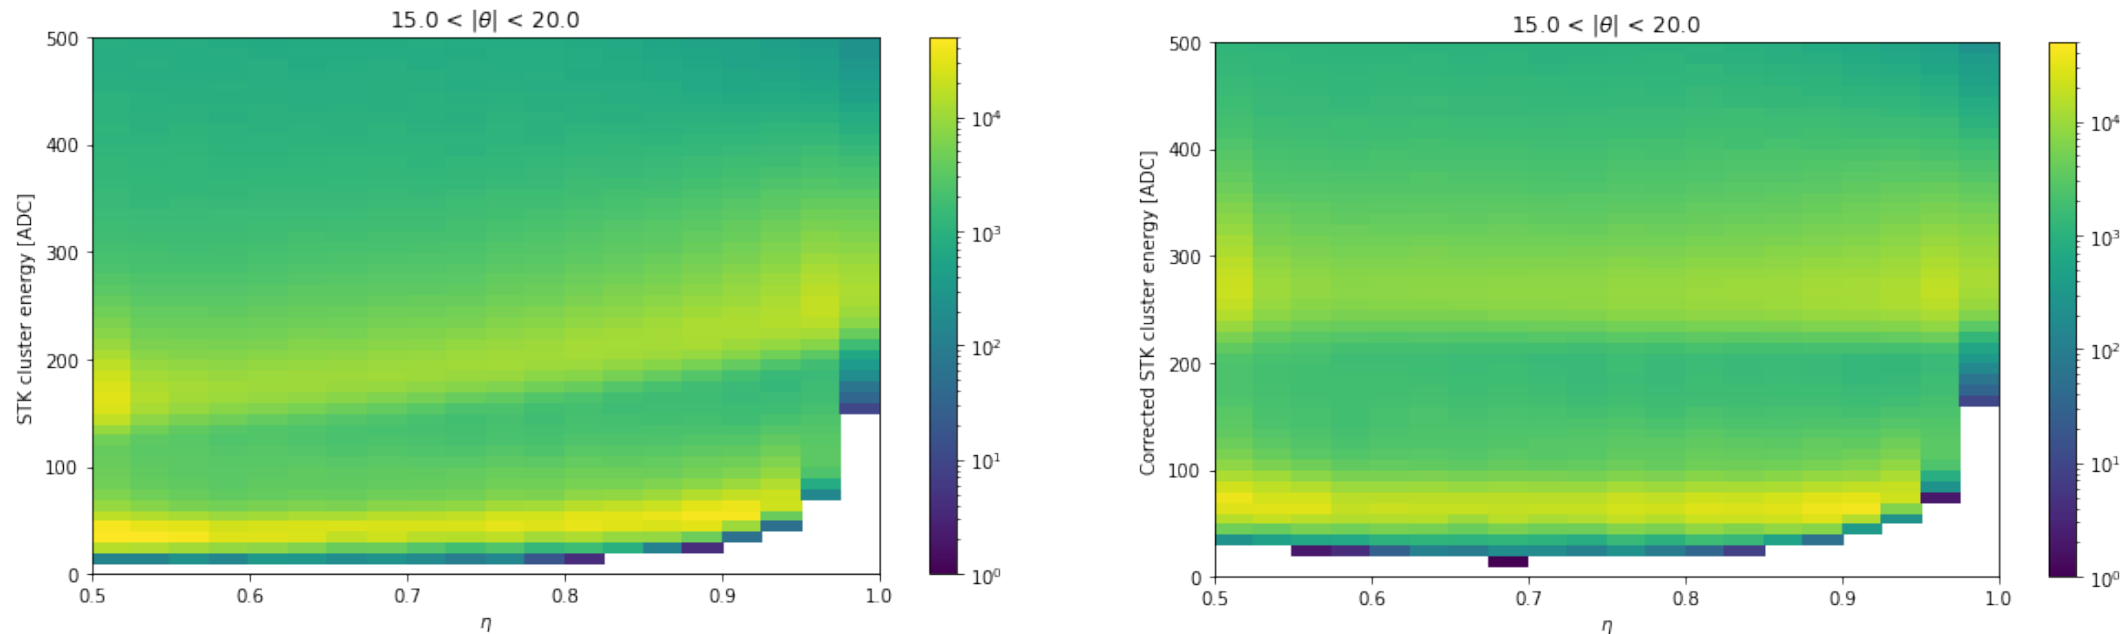 15.0 < |θ| < 20.0
500
400
300
200
100
0
STK cluster energy [ADC]
0.5 0.6 0.7 0.8 0.9 1.0
η
10⁴
10³
10²
10¹
10⁰
15.0 < |θ| < 20.0
500
400
300
200
100
0
Corrected STK cluster energy [ADC]
0.5 0.6 0.7 0.8 0.9 1.0
η
10⁴
10³
10²
10¹
10⁰